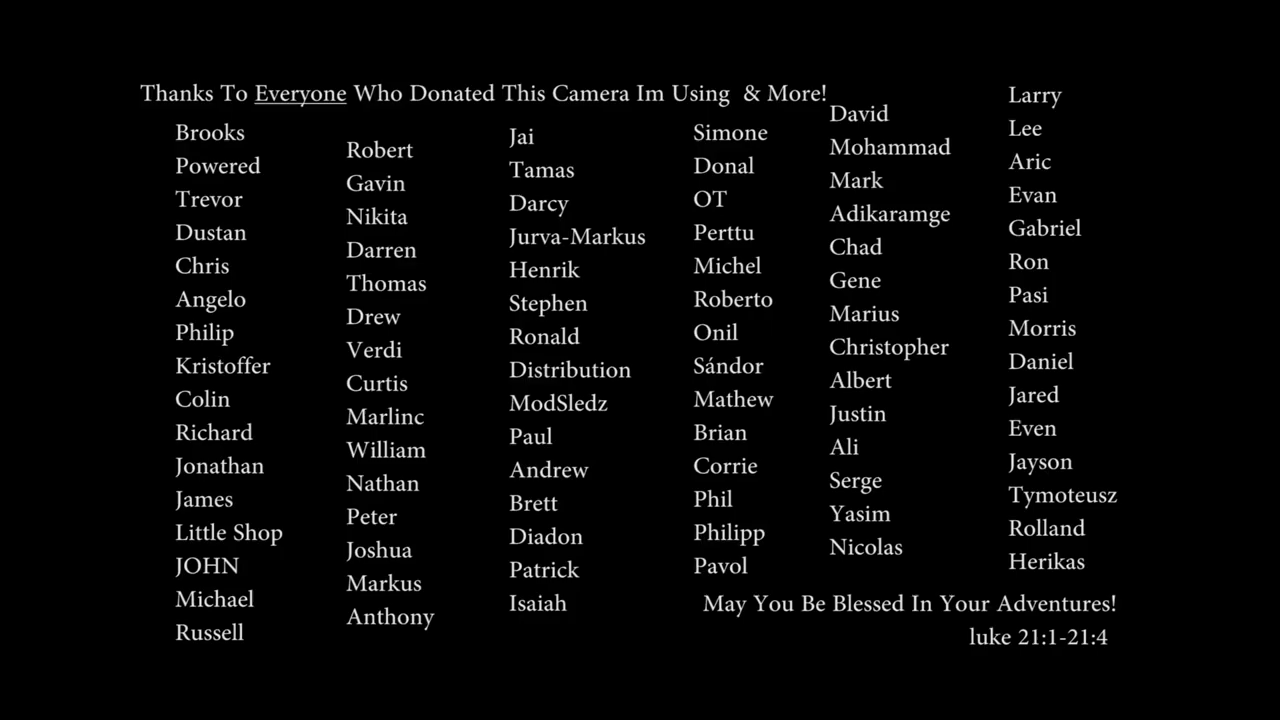 Thanks To Everyone Who Donated This Camera Im Using & More!
Brooks
Powered
Trevor
Dustan
Chris
Angelo
Philip
Kristoffer
Colin
Richard
Jonathan
James
Little Shop
JOHN
Michael
Russell
Robert
Gavin
Nikita
Darren
Thomas
Drew
Verdi
Curtis
Marlinc
William
Nathan
Peter
Joshua
Markus
Anthony
Jai
Tamas
Darcy
Jurva-Markus
Henrik
Stephen
Ronald
Distribution
ModSledz
Paul
Andrew
Brett
Diadon
Patrick
Isaiah
Simone
Donal
OT
Perttu
Michel
Roberto
Onil
Sándor
Mathew
Brian
Corrie
Phil
Philipp
Pavol
David
Mohammad
Mark
Adikaramge
Chad
Gene
Marius
Christopher
Albert
Justin
Ali
Serge
Yasim
Nicolas
Larry
Lee
Aric
Evan
Gabriel
Ron
Pasi
Morris
Daniel
Jared
Even
Jayson
Tymoteusz
Rolland
Herikas
May You Be Blessed In Your Adventures!
luke 21:1-21:4